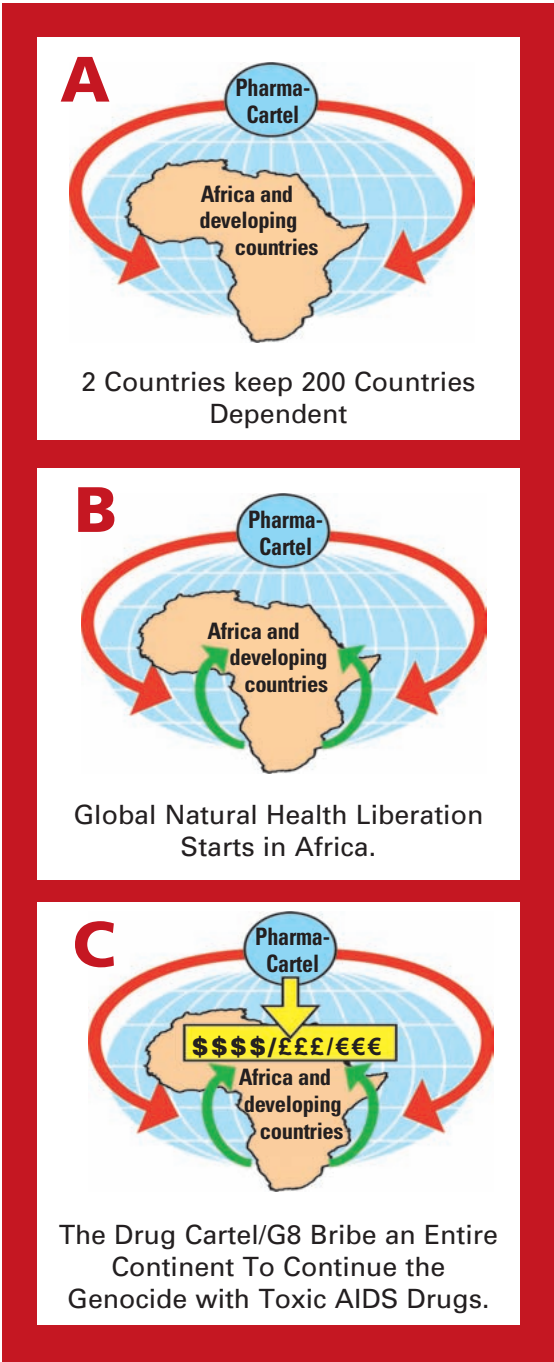 A
Pharma-
Cartel
Africa and
developing
countries
2 Countries keep 200 Countries
Dependent
B
Pharma-
Cartel
Africa and
developing
countries
Global Natural Health Liberation
Starts in Africa.
C
Pharma-
Cartel
$$$$/£££/€€€
Africa and
developing
countries
The Drug Cartel/G8 Bribe an Entire
Continent To Continue the
Genocide with Toxic AIDS Drugs.